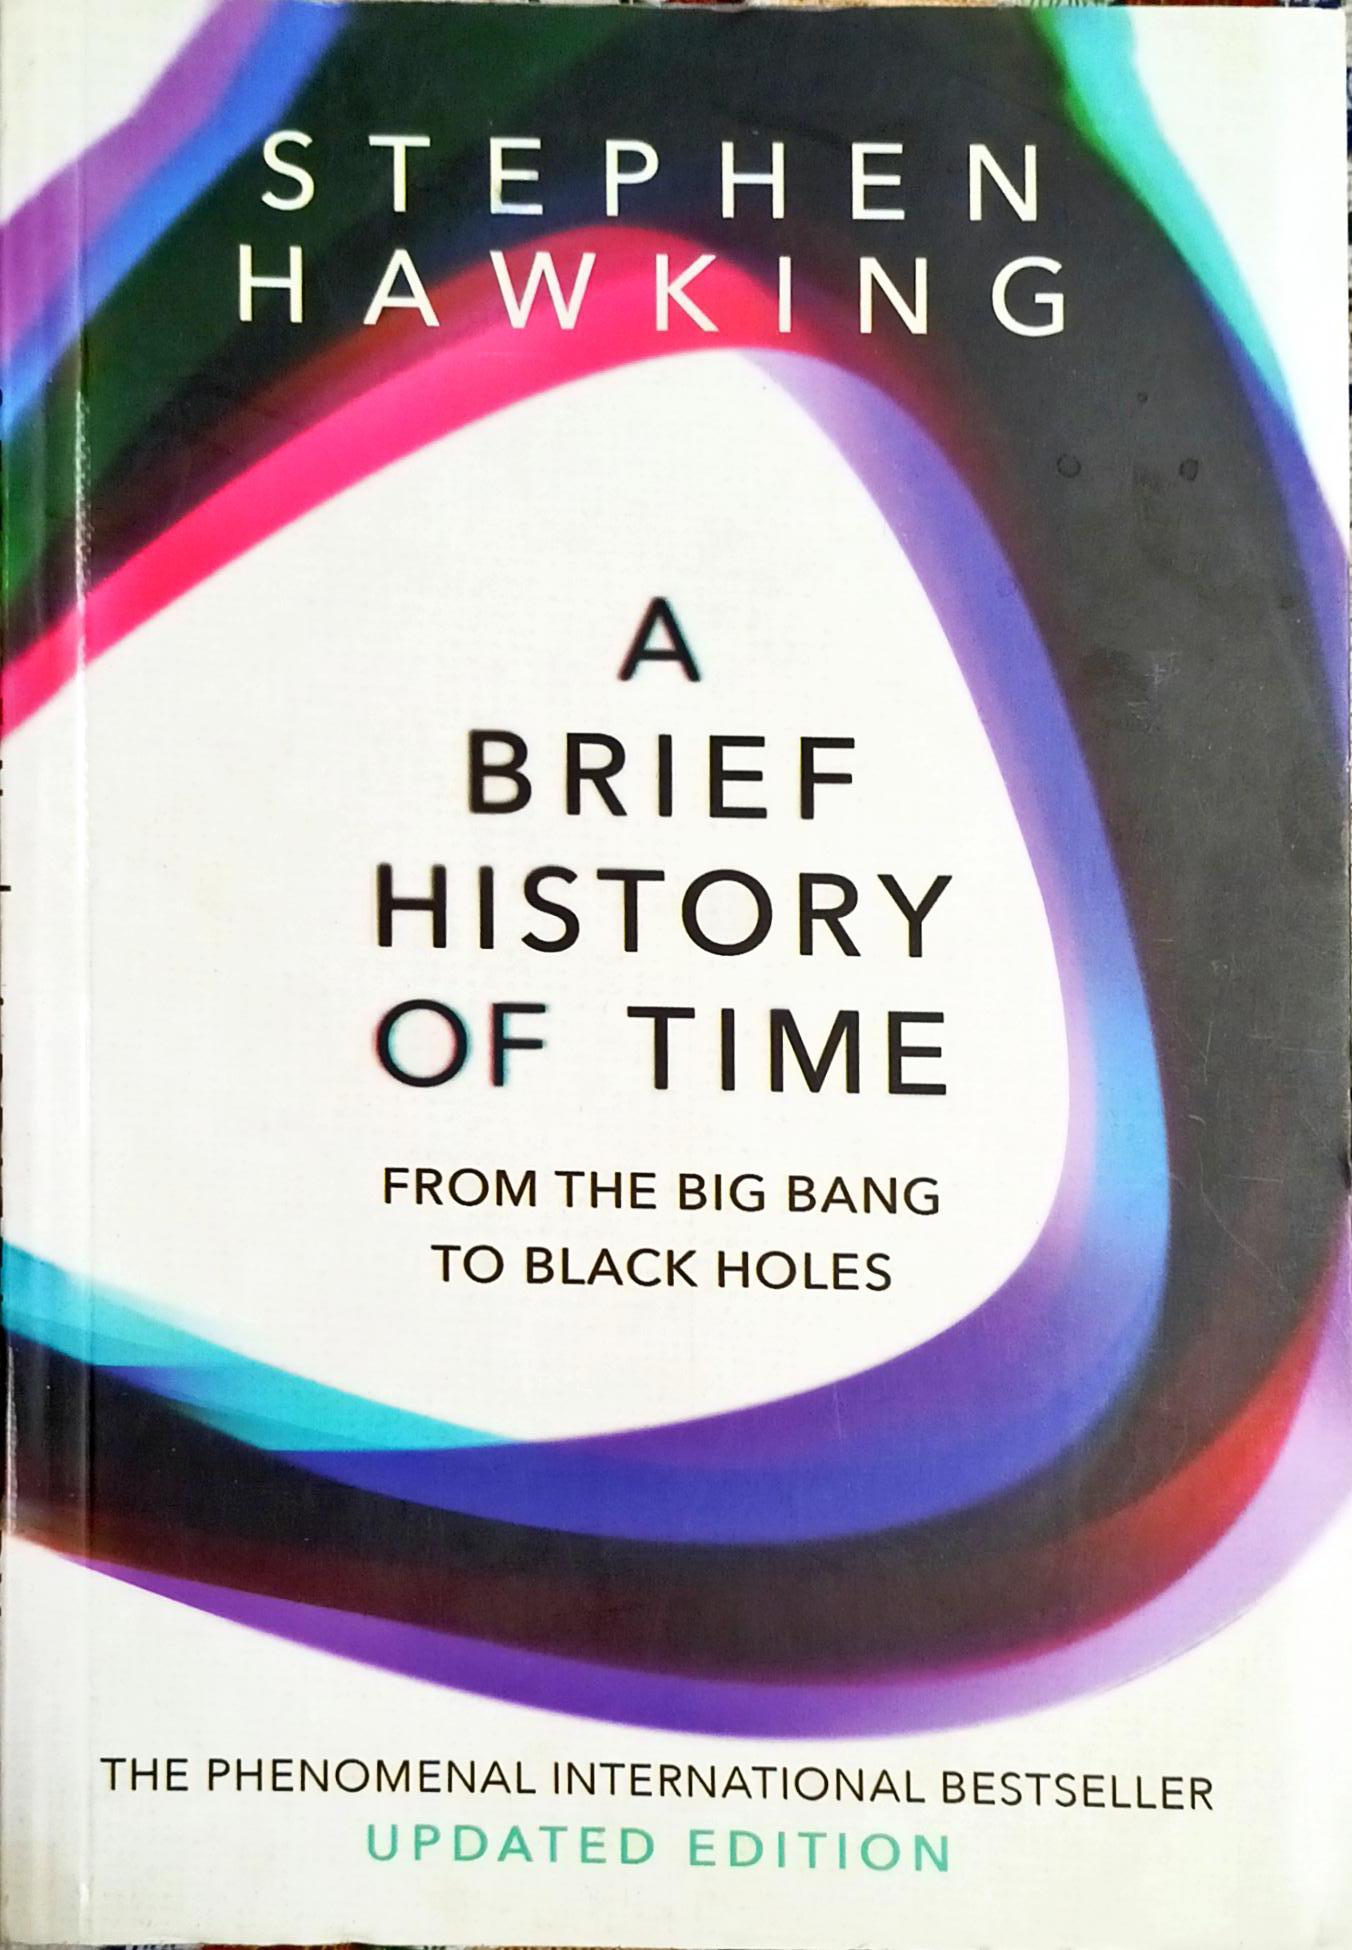 STEPHEN
HAWKING
A
BRIEF
HISTORY
OF TIME
FROM THE BIG BANG
TO BLACK HOLES
THE PHENOMENAL INTERNATIONAL BESTSELLER
UPDATED EDITION